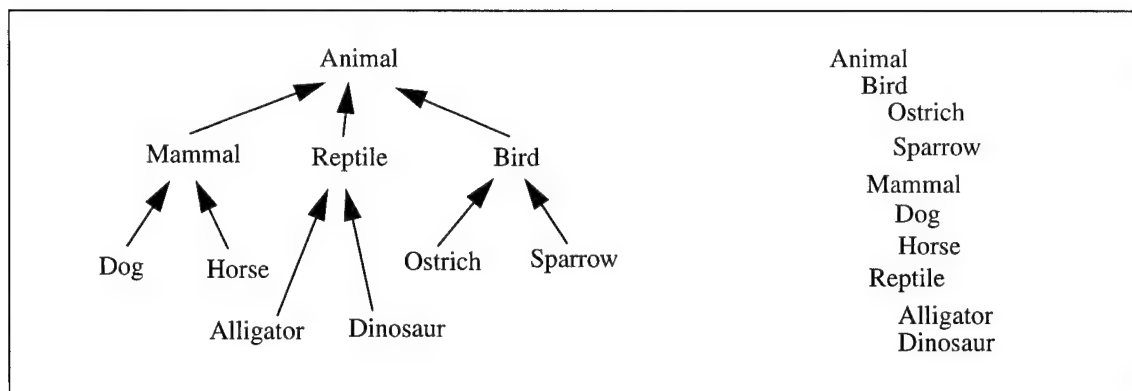 Animal
Mammal Reptile Bird
Dog Horse Ostrich Sparrow
Alligator Dinosaur
Animal
Bird
Ostrich
Sparrow
Mammal
Dog
Horse
Reptile
Alligator
Dinosaur